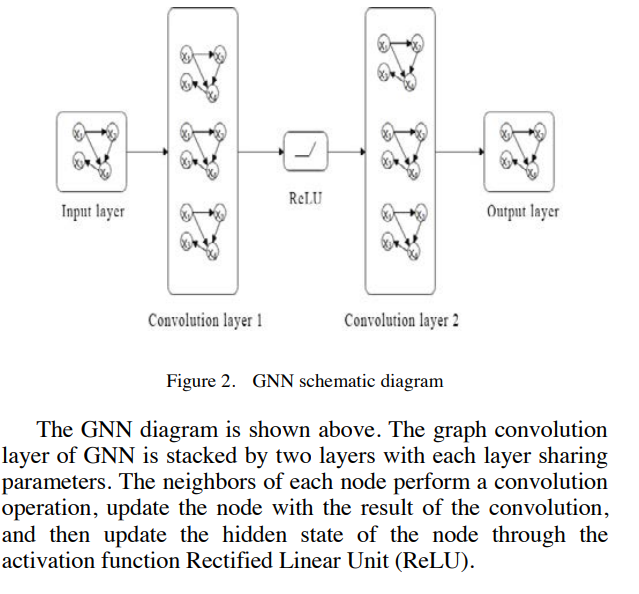 Input layer
ReLU
Output layer
Convolution layer 1
Convolution layer 2
Figure 2. GNN schematic diagram
The GNN diagram is shown above. The graph convolution
layer of GNN is stacked by two layers with each layer sharing
parameters. The neighbors of each node perform a convolution
operation, update the node with the result of the convolution,
and then update the hidden state of the node through the
activation function Rectified Linear Unit (ReLU).